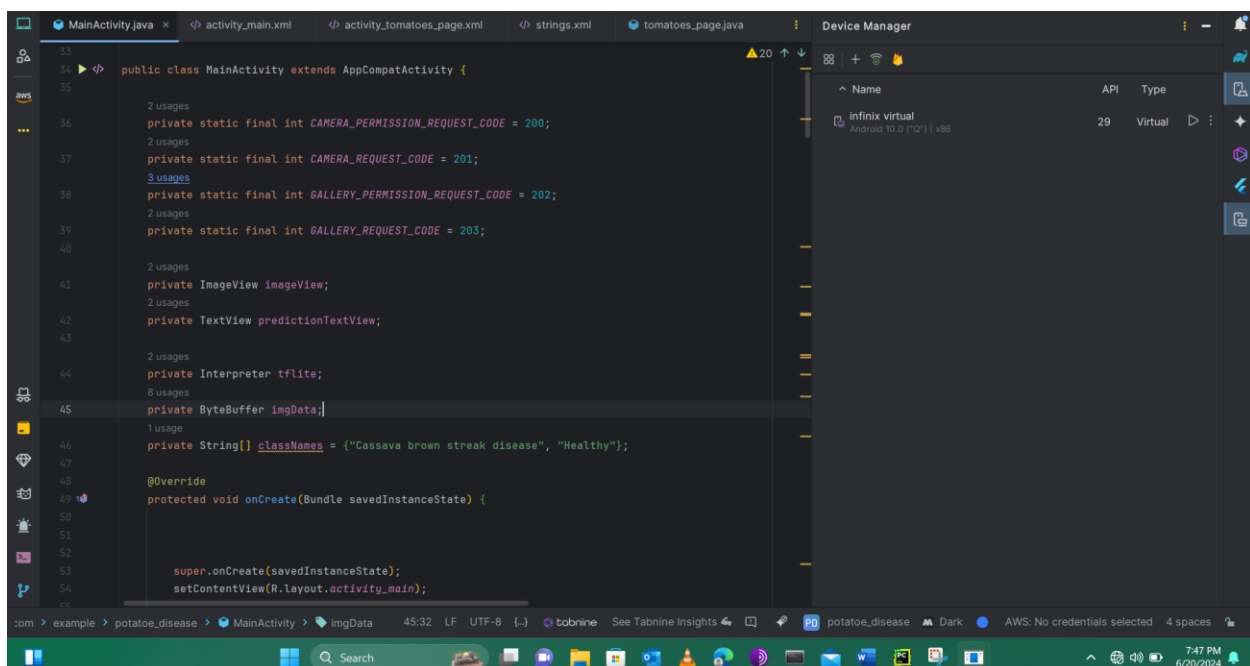 MainActivity.java
activity_main.xml
activity_tomatoes_page.xml
strings.xml
tomatoes_page.java
Device Manager
aws
20
33
34 public class MainActivity extends AppCompatActivity {
35
2 usages
36 private static final int CAMERA_PERMISSION_REQUEST_CODE = 200;
2 usages
37 private static final int CAMERA_REQUEST_CODE = 201;
3 usages
38 private static final int GALLERY_PERMISSION_REQUEST_CODE = 202;
2 usages
39 private static final int GALLERY_REQUEST_CODE = 203;
40
2 usages
41 private ImageView imageView;
2 usages
42 private TextView predictionTextView;
43
2 usages
44 private Interpreter tflite;
8 usages
45 private ByteBuffer imgData;
1 usage
46 private String[] classNames = {"Cassava brown streak disease", "Healthy"};
47
48 @Override
49 protected void onCreate(Bundle savedInstanceState) {
50
51
52
53 super.onCreate(savedInstanceState);
54 setContentView(R.layout.activity_main);
Name API Type
infinix virtual 29 Virtual
Android 10.0 ("Q") | x86
com > example > potatoe_disease > MainActivity > imgData 45:32 LF UTF-8 {..} tabnine See Tabnine Insights PD potatoe_disease Dark AWS: No credentials selected 4 spaces
Search
PC
7:47 PM
6/20/2024